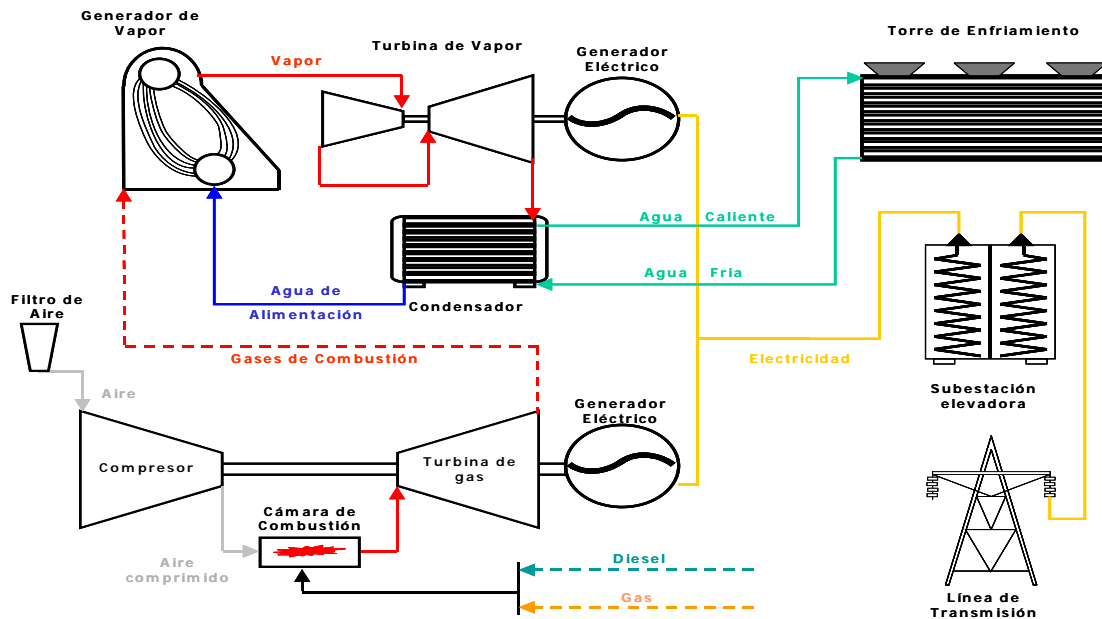 Generador de
Vapor
Vapor
Turbina de Vapor
Generador
Eléctrico
Torre de Enfriamiento
Agua Caliente
Agua Fria
Agua de
Alimentación
Condensador
Filtro de
Aire
Gases de Combustión
Electricidad
Aire
Subestación
elevadora
Generador
Eléctrico
Compresor
Turbina de
gas
Cámara de
Combustión
Aire
comprimido
Diesel
Gas
Línea de
Transmisión